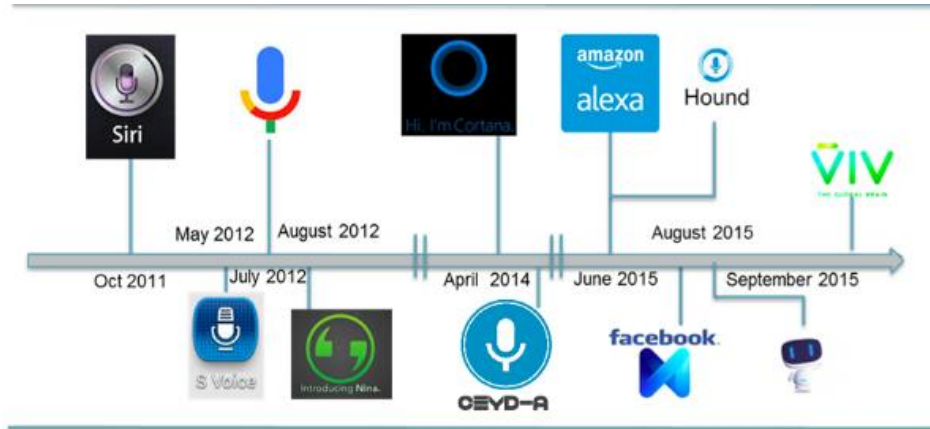 Siri
Hi. I'm Cortana.
amazon
alexa
Hound
VIV
THE GLOBAL BRAIN
May 2012
August 2012
August 2015
Oct 2011
July 2012
April 2014
June 2015
September 2015
S Voice
Introducing Nina.
CEYD-A
facebook